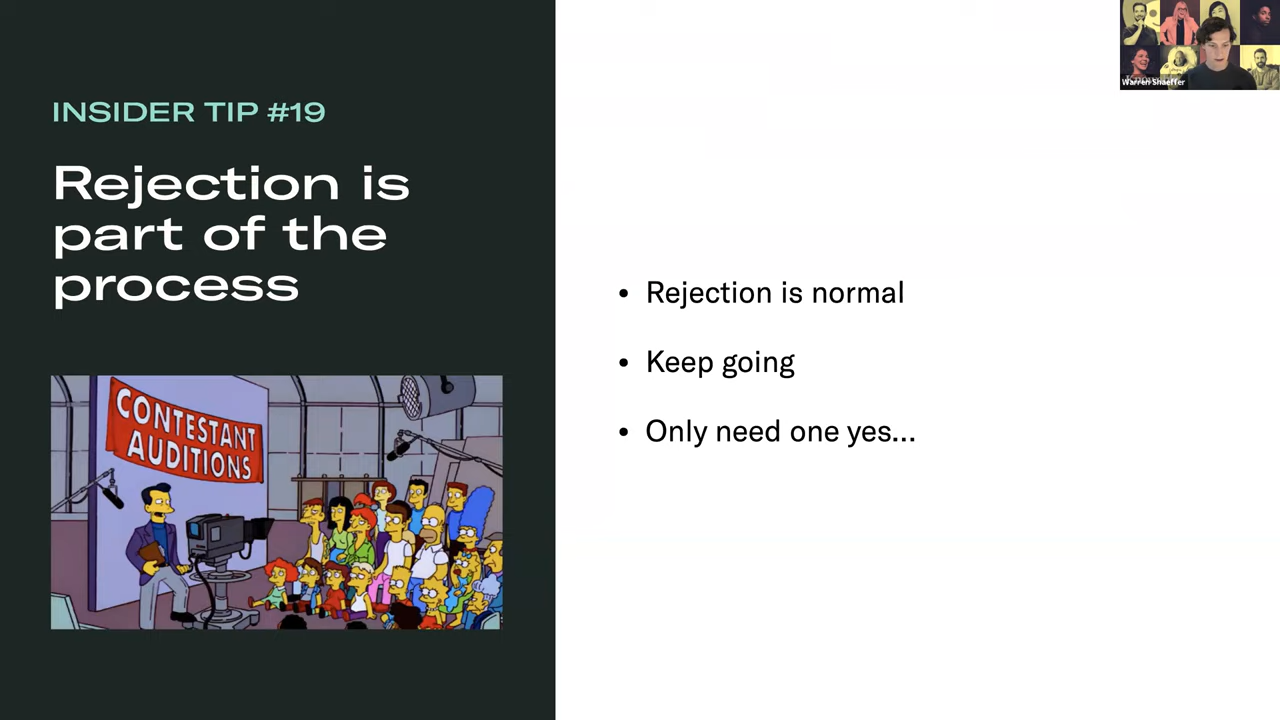 INSIDER TIP #19
Rejection is
part of the
process
CONTESTANT
AUDITIONS
• Rejection is normal
• Keep going
• Only need one yes...
Warren Shaeffer